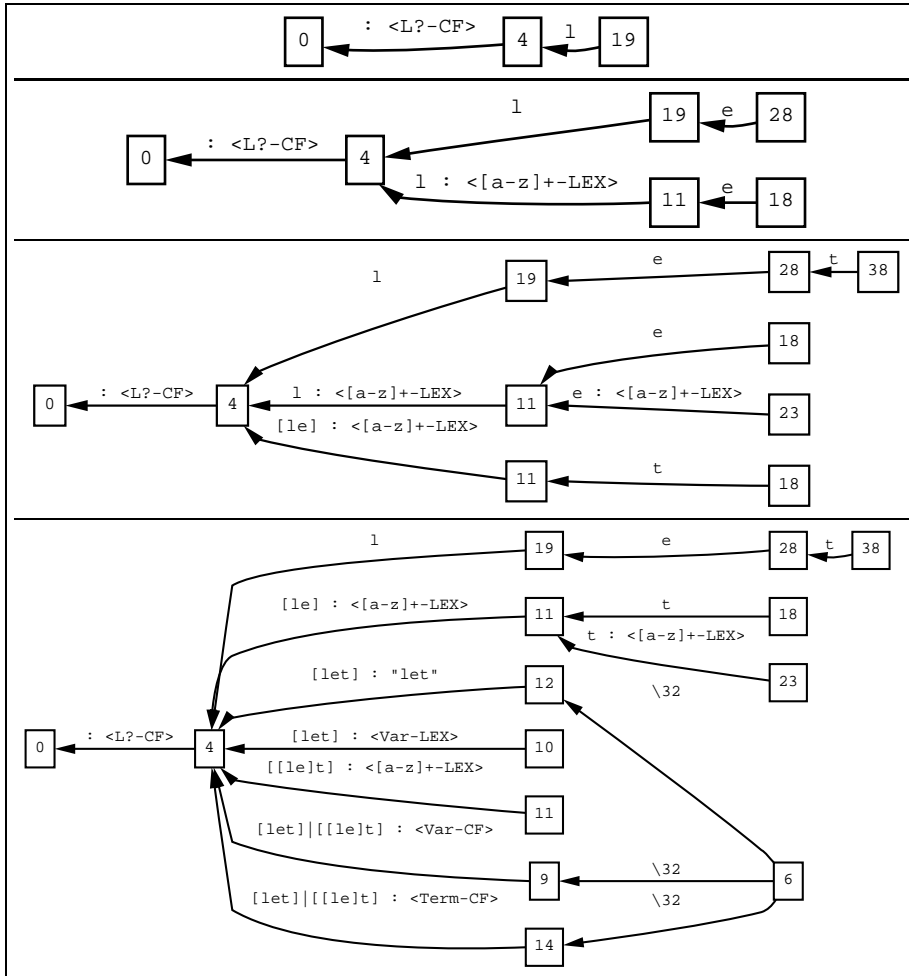 : <L?-CF> l
0 4 19
l e
19 28
: <L?-CF>
0 4
l : <[a-z]+-LEX> e
11 18
e t
28 38
l 19
e
18
: <L?-CF> l : <[a-z]+-LEX> e : <[a-z]+-LEX>
0 4 11
[le] : <[a-z]+-LEX> 23
t
11 18
l e t
19 28 38
[le] : <[a-z]+-LEX> t
11 18
t : <[a-z]+-LEX>
[let] : "let" 12 23
\32
: <L?-CF> [let] : <Var-LEX>
0 4 10
[[le]t] : <[a-z]+-LEX>
11
[let]|[[le]t] : <Var-CF>
\32
9 6
[let]|[[le]t] : <Term-CF> \32
14